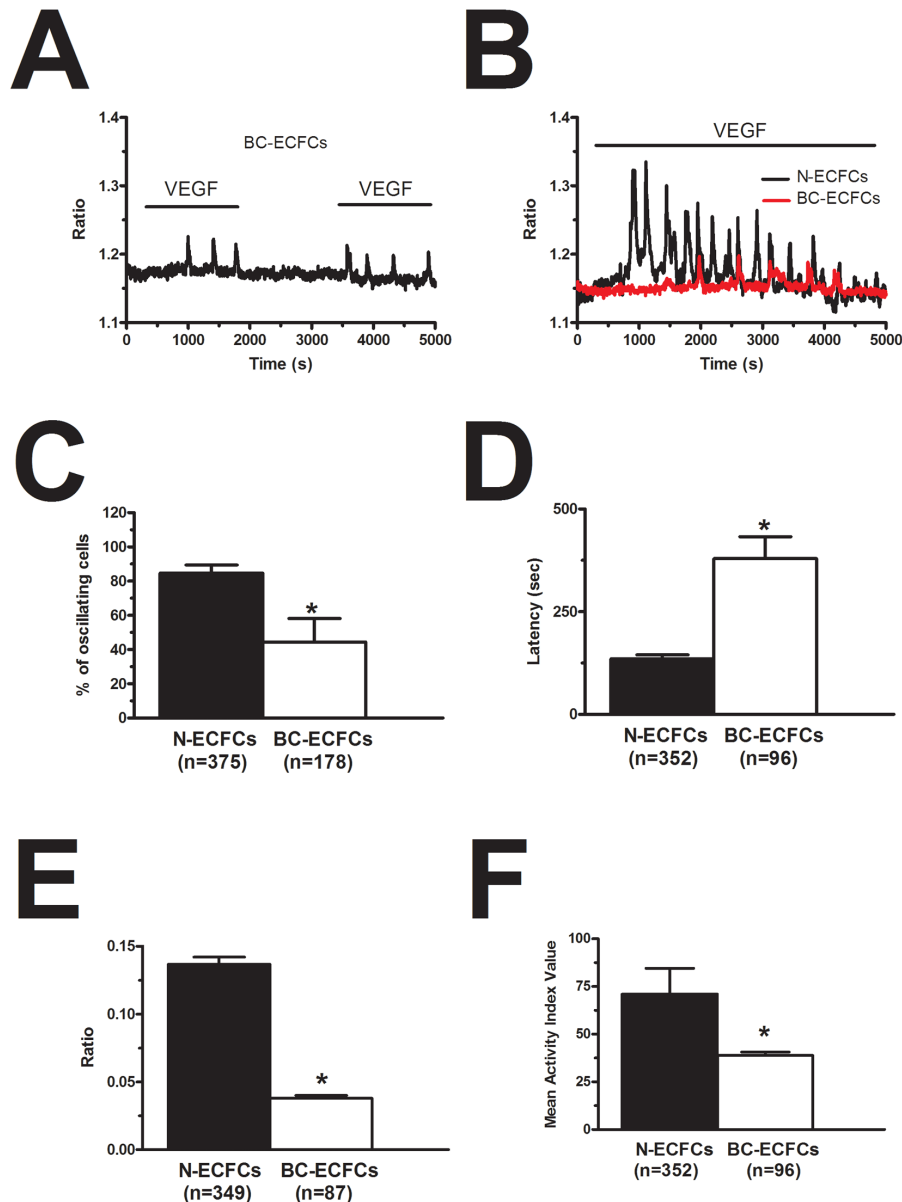 A
1.4
1.3
1.2
1.1
Ratio
BC-ECFCs
VEGF
VEGF
0
1000
2000
3000
4000
5000
Time (s)
B
1.4
1.3
1.2
1.1
Ratio
VEGF
N-ECFCs
BC-ECFCs
0
1000
2000
3000
4000
5000
Time (s)
C
120
100
80
60
40
20
0
% of oscillating cells
*
N-ECFCs
(n=375)
BC-ECFCs
(n=178)
D
500
250
0
Latency (sec)
*
N-ECFCs
(n=352)
BC-ECFCs
(n=96)
E
0.15
0.10
0.05
0.00
Ratio
*
N-ECFCs
(n=349)
BC-ECFCs
(n=87)
F
100
75
50
25
0
Mean Activity Index Value
*
N-ECFCs
(n=352)
BC-ECFCs
(n=96)